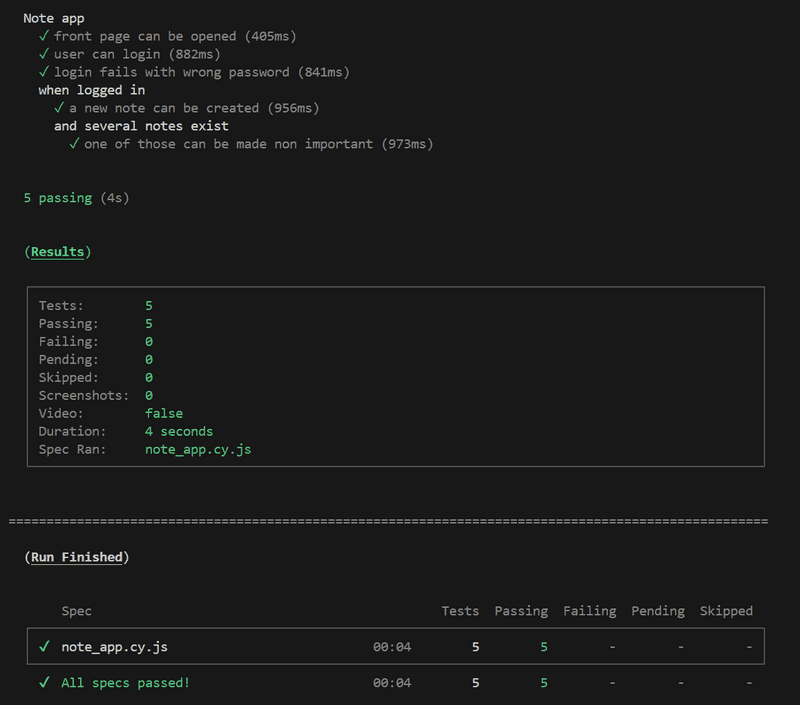 Note app
✓ front page can be opened (405ms)
✓ user can login (882ms)
✓ login fails with wrong password (841ms)
when logged in
✓ a new note can be created (956ms)
and several notes exist
✓ one of those can be made non important (973ms)
5 passing (4s)
(Results)
Tests: 5
Passing: 5
Failing: 0
Pending: 0
Skipped: 0
Screenshots: 0
Video: false
Duration: 4 seconds
Spec Ran: note_app.cy.js
====================================================================================================
(Run Finished)
Spec Tests Passing Failing Pending Skipped
✓ note_app.cy.js 00:04 5 5 - - -
✓ All specs passed! 00:04 5 5 - - -